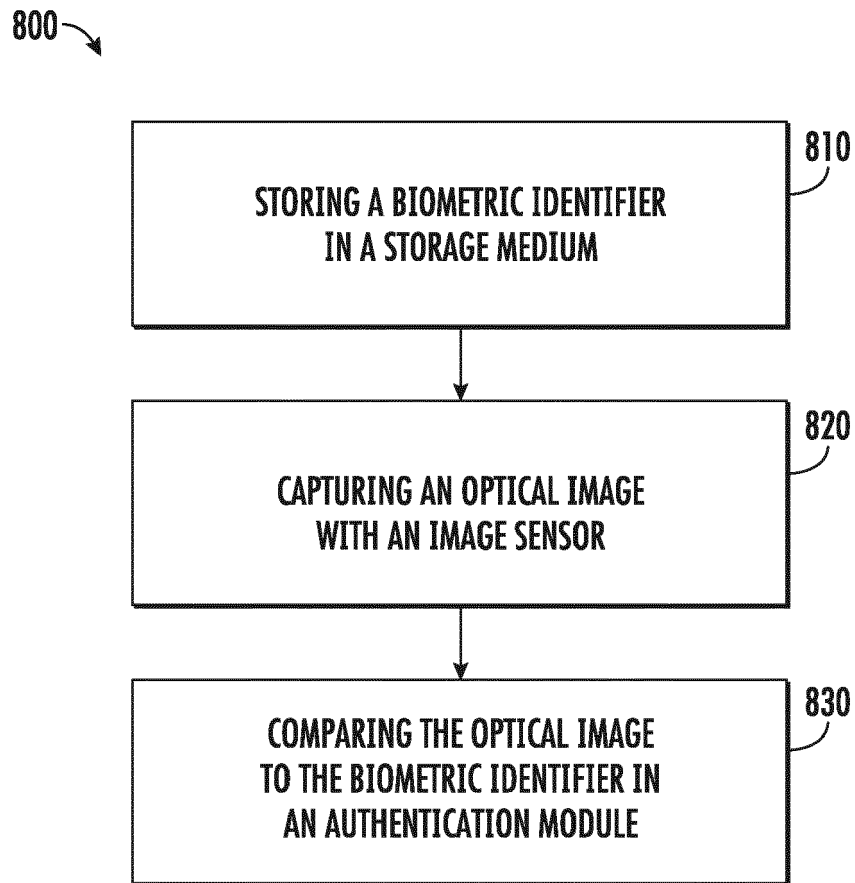 800
810
STORING A BIOMETRIC IDENTIFIER
IN A STORAGE MEDIUM
820
CAPTURING AN OPTICAL IMAGE
WITH AN IMAGE SENSOR
830
COMPARING THE OPTICAL IMAGE
TO THE BIOMETRIC IDENTIFIER IN
AN AUTHENTICATION MODULE